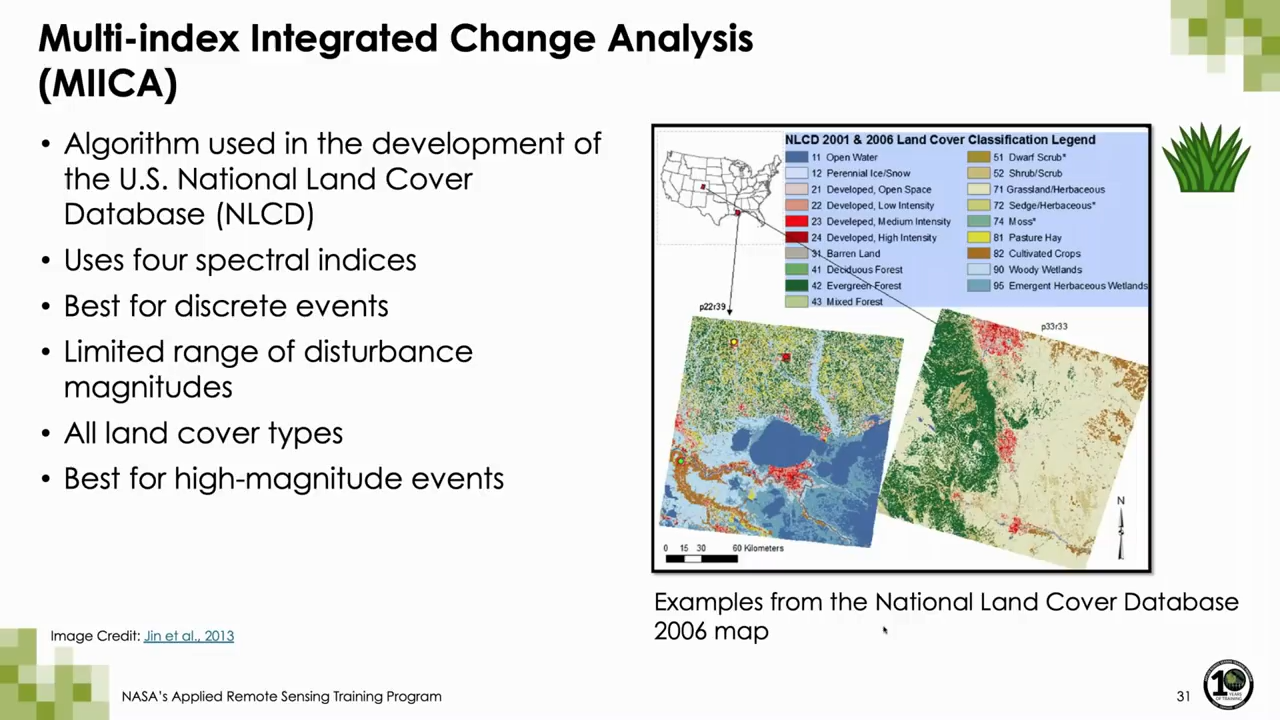 Multi-index Integrated Change Analysis
(MIICA)
• Algorithm used in the development of
the U.S. National Land Cover
Database (NLCD)
• Uses four spectral indices
• Best for discrete events
• Limited range of disturbance
magnitudes
• All land cover types
• Best for high-magnitude events
NLCD 2001 & 2006 Land Cover Classification Legend
11 Open Water
12 Perennial Ice/Snow
21 Developed, Open Space
22 Developed, Low Intensity
23 Developed, Medium Intensity
24 Developed, High Intensity
31 Barren Land
41 Deciduous Forest
42 Evergreen Forest
43 Mixed Forest
51 Dwarf Scrub*
52 Shrub/Scrub
71 Grassland/Herbaceous
72 Sedge/Herbaceous*
74 Moss*
81 Pasture Hay
82 Cultivated Crops
90 Woody Wetlands
95 Emergent Herbaceous Wetlands
p22r39
p33r33
N
0 15 30 60 Kilometers
Examples from the National Land Cover Database
2006 map
Image Credit: Jin et al., 2013
NASA's Applied Remote Sensing Training Program
31
10
YEARS
OF TRAINING